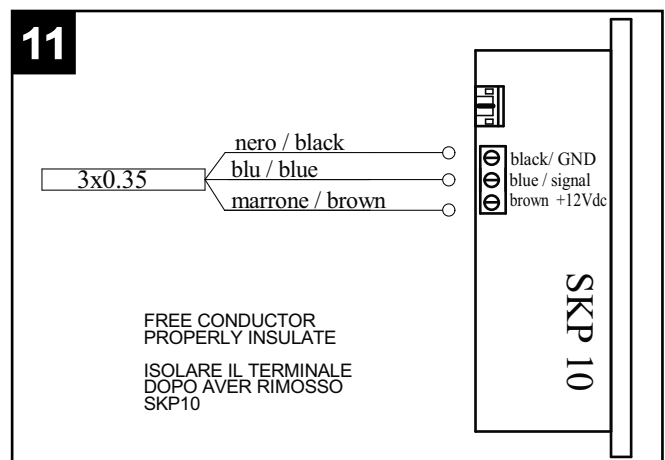 11
nero / black
blu / blue
marrone / brown
3x0.35
black/ GND
blue / signal
brown +12Vdc
SKP 10
FREE CONDUCTOR
PROPERLY INSULATE
ISOLARE IL TERMINALE
DOPO AVER RIMOSSO
SKP10